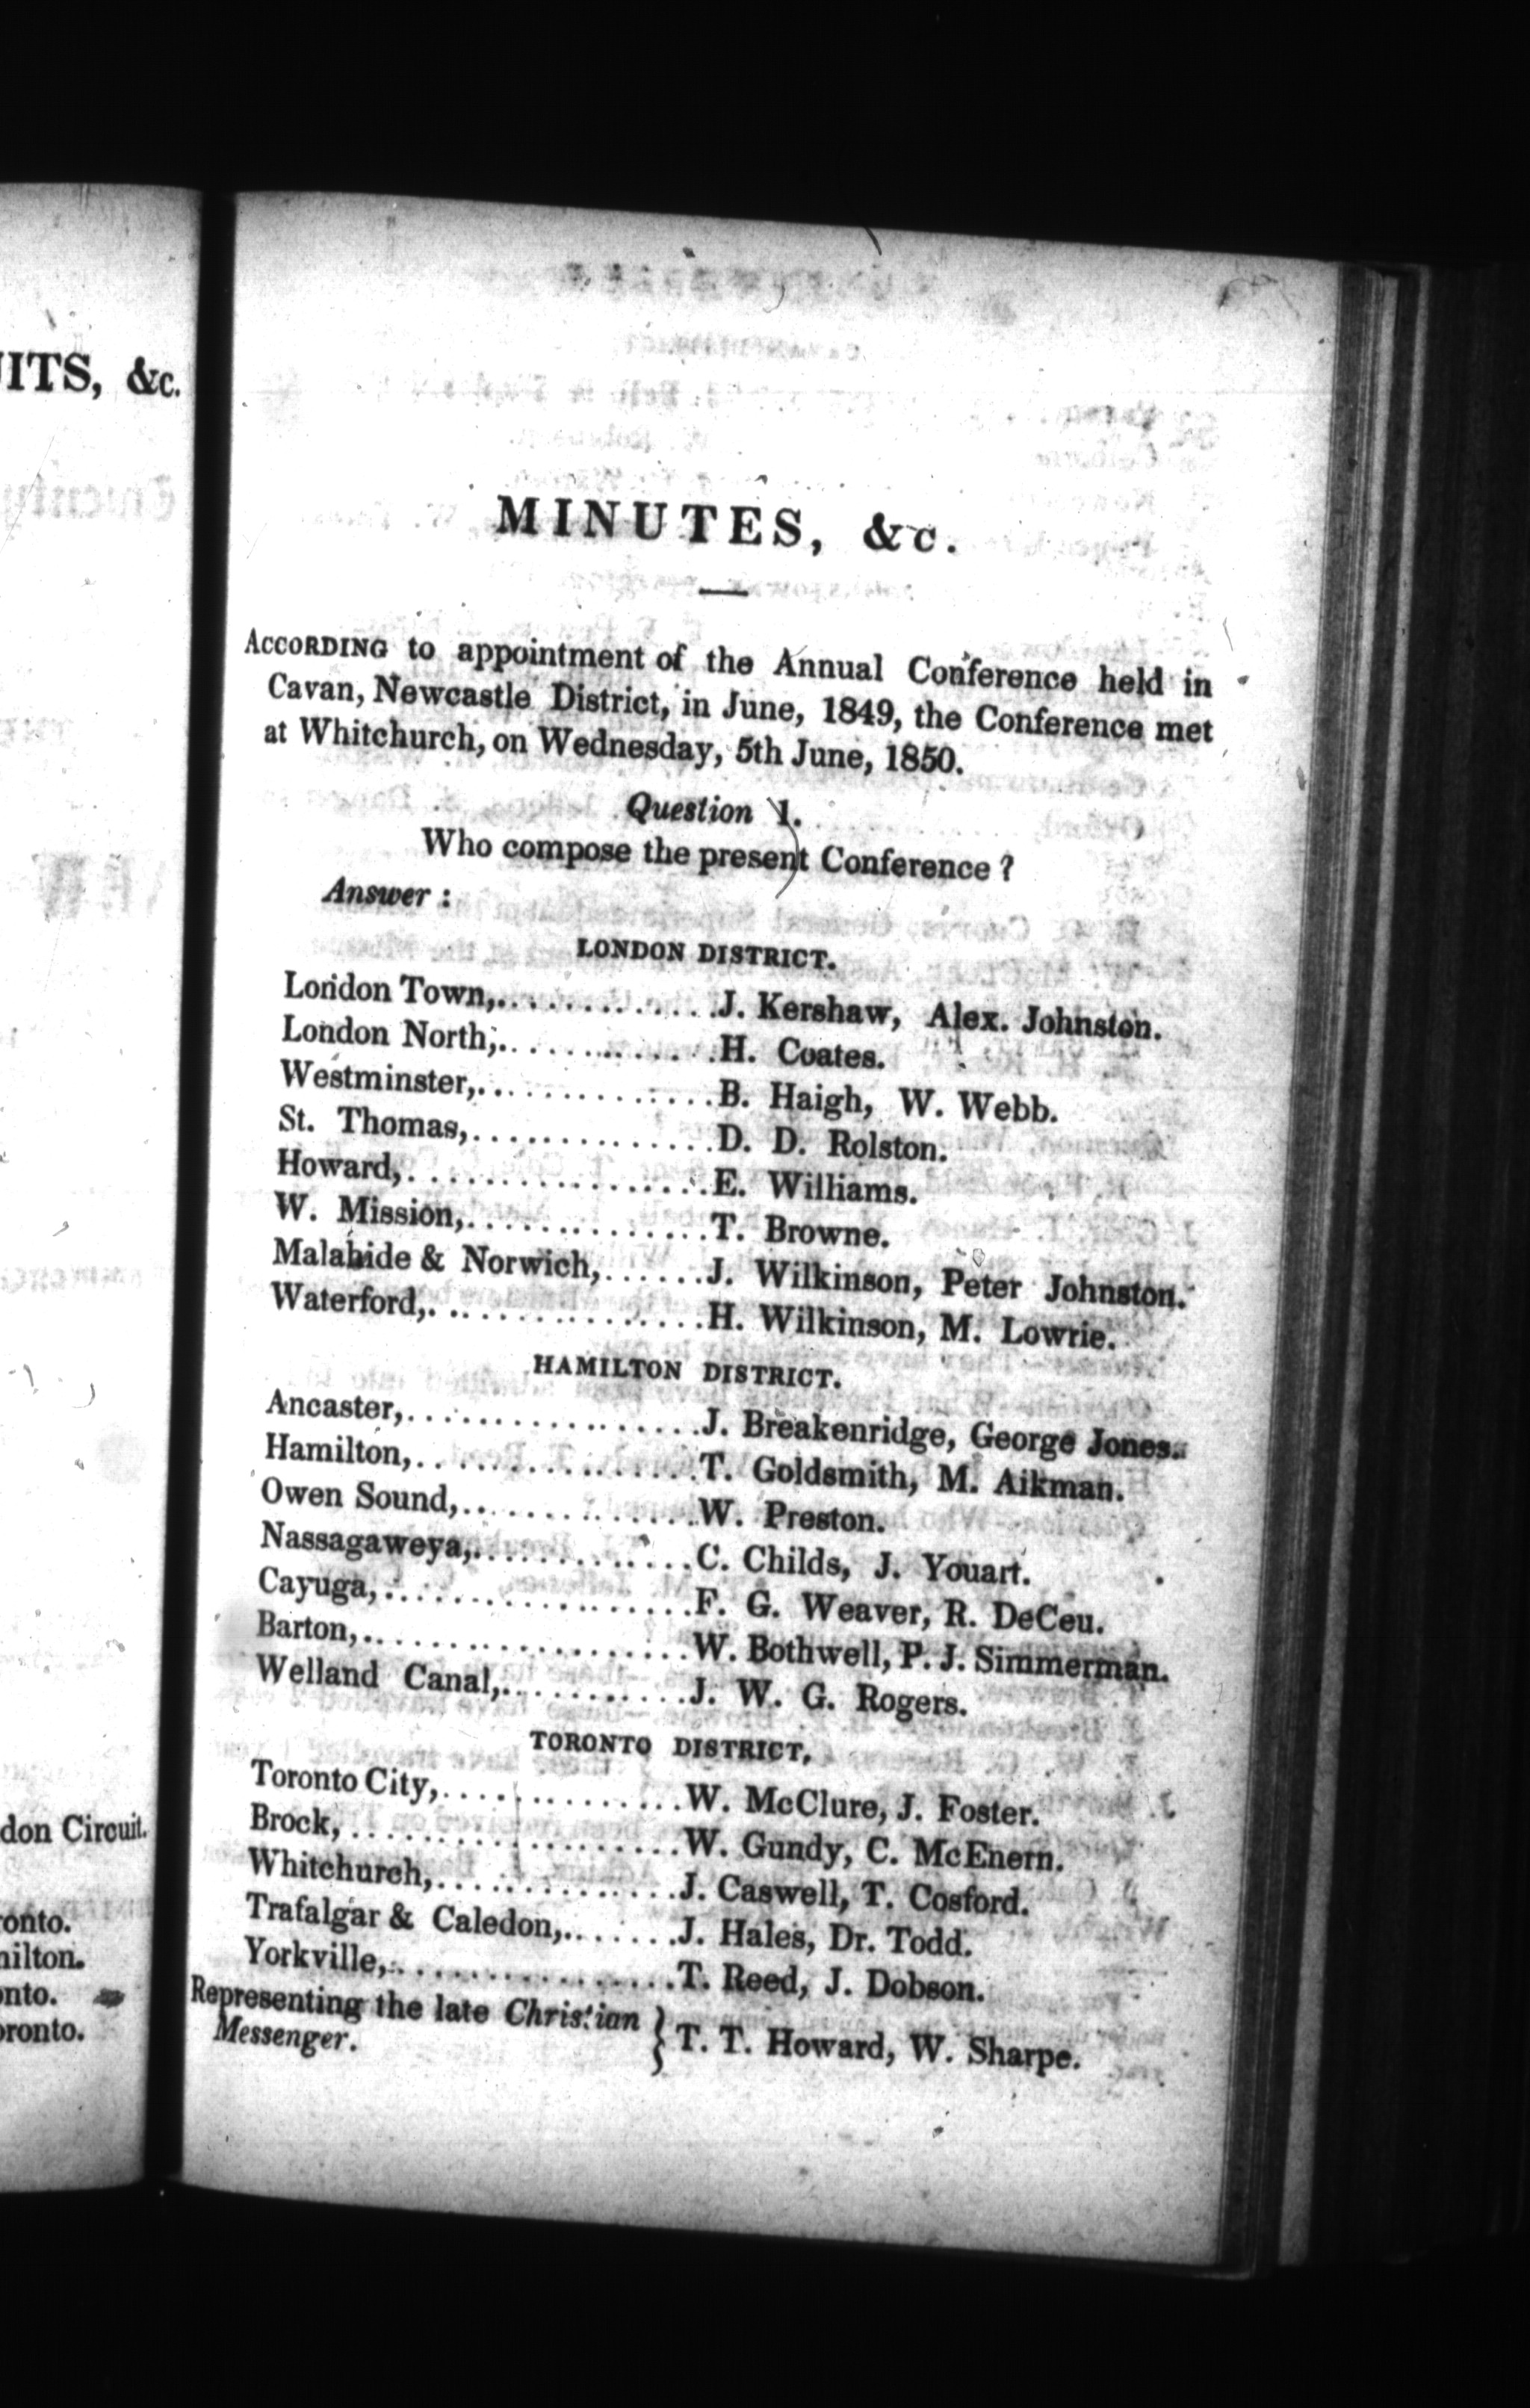 ITS, &c.
don Circuit.
onto.
nilton.
onto.
oronto.
MINUTES, &c.
ACCORDING to appointment of the Annual Conference held in
Cavan, Newcastle District, in June, 1849, the Conference met
at Whitchurch, on Wednesday, 5th June, 1850.
Question 1.
Who compose the present Conference ?
Answer :
LONDON DISTRICT.
London Town,..............J. Kershaw, Alex. Johnston.
London North,..............H. Coates.
Westminster,...............B. Haigh, W. Webb.
St. Thomas,...............D. D. Rolston.
Howard,..................E. Williams.
W. Mission,...............T. Browne.
Malahide & Norwich,......J. Wilkinson, Peter Johnston.
Waterford,.................H. Wilkinson, M. Lowrie.
HAMILTON DISTRICT.
Ancaster,..................J. Breakenridge, George Jones.
Hamilton,.................T. Goldsmith, M. Aikman.
Owen Sound,..............W. Preston.
Nassagaweya,.............C. Childs, J. Youart.
Cayuga,...................F. G. Weaver, R. DeCeu.
Barton,....................W. Bothwell, P. J. Simmerman.
Welland Canal,............J. W. G. Rogers.
TORONTO DISTRICT,
Toronto City,..............W. McClure, J. Foster.
Brock,....................W. Gundy, C. McEnern.
Whitchurch,...............J. Caswell, T. Cosford.
Trafalgar & Caledon,.......J. Hales, Dr. Todd.
Yorkville,.................T. Reed, J. Dobson.
Representing the late Christian } T. T. Howard, W. Sharpe.
Messenger.